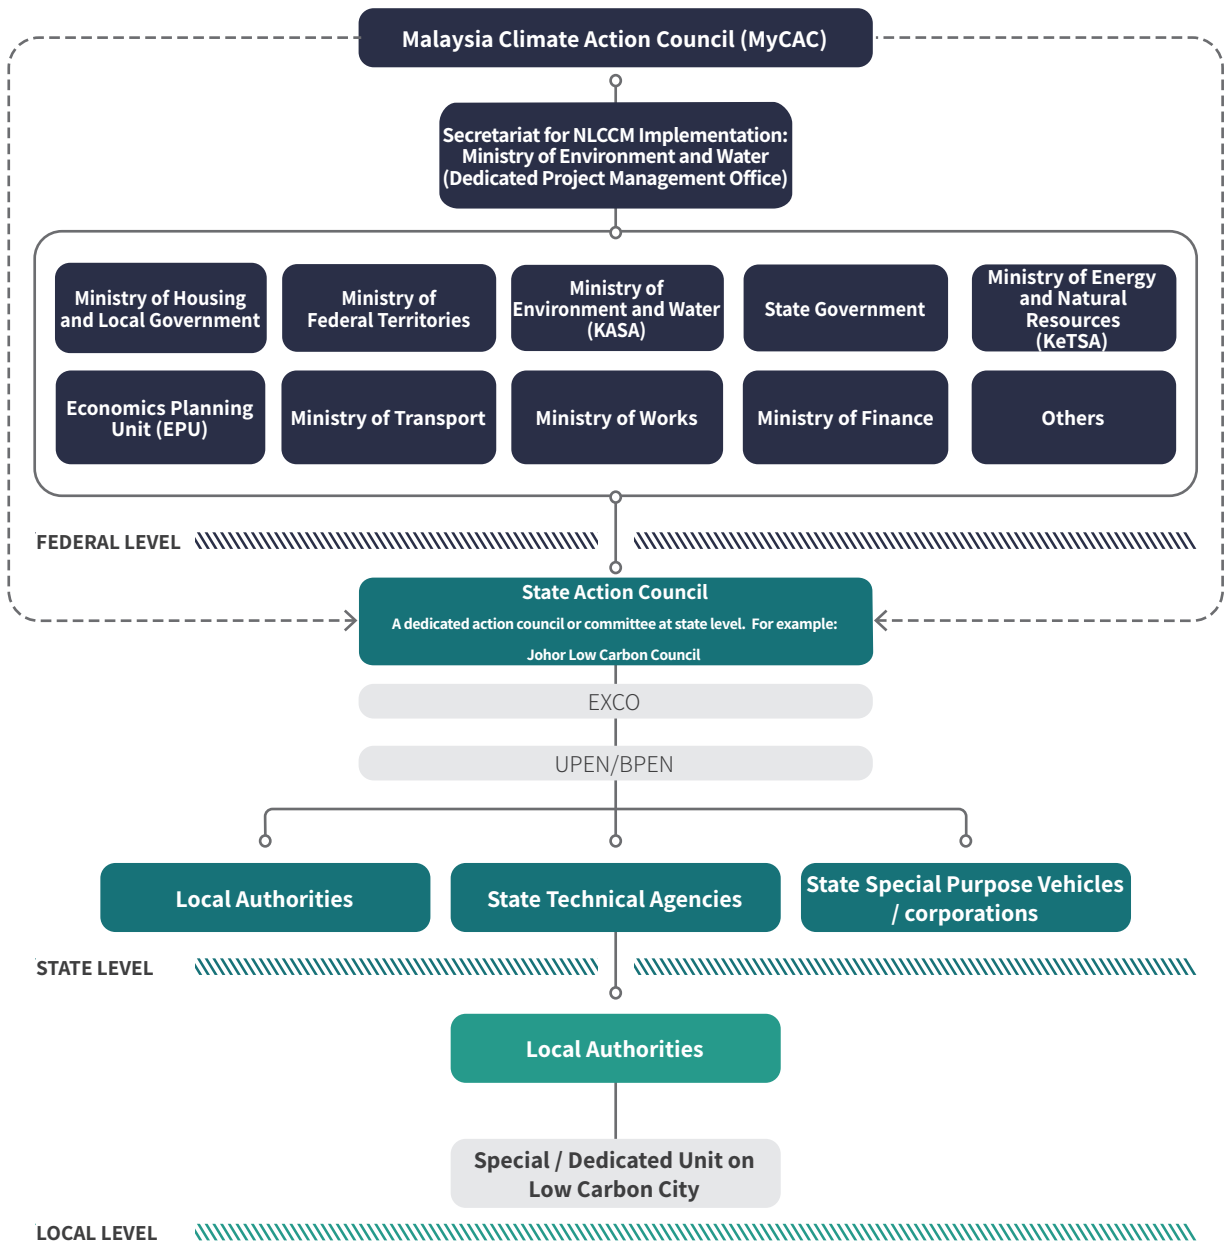 Malaysia Climate Action Council (MyCAC)
Secretariat for NLCCM Implementation:
Ministry of Environment and Water
(Dedicated Project Management Office)
Ministry of Housing
and Local Government
Ministry of
Federal Territories
Ministry of
Environment and Water
(KASA)
State Government
Ministry of Energy
and Natural
Resources
(KeTSA)
Economics Planning
Unit (EPU)
Ministry of Transport
Ministry of Works
Ministry of Finance
Others
FEDERAL LEVEL
State Action Council
A dedicated action council or committee at state level. For example:
Johor Low Carbon Council
EXCO
UPEN/BPEN
Local Authorities
State Technical Agencies
State Special Purpose Vehicles
/ corporations
STATE LEVEL
Local Authorities
Special / Dedicated Unit on
Low Carbon City
LOCAL LEVEL